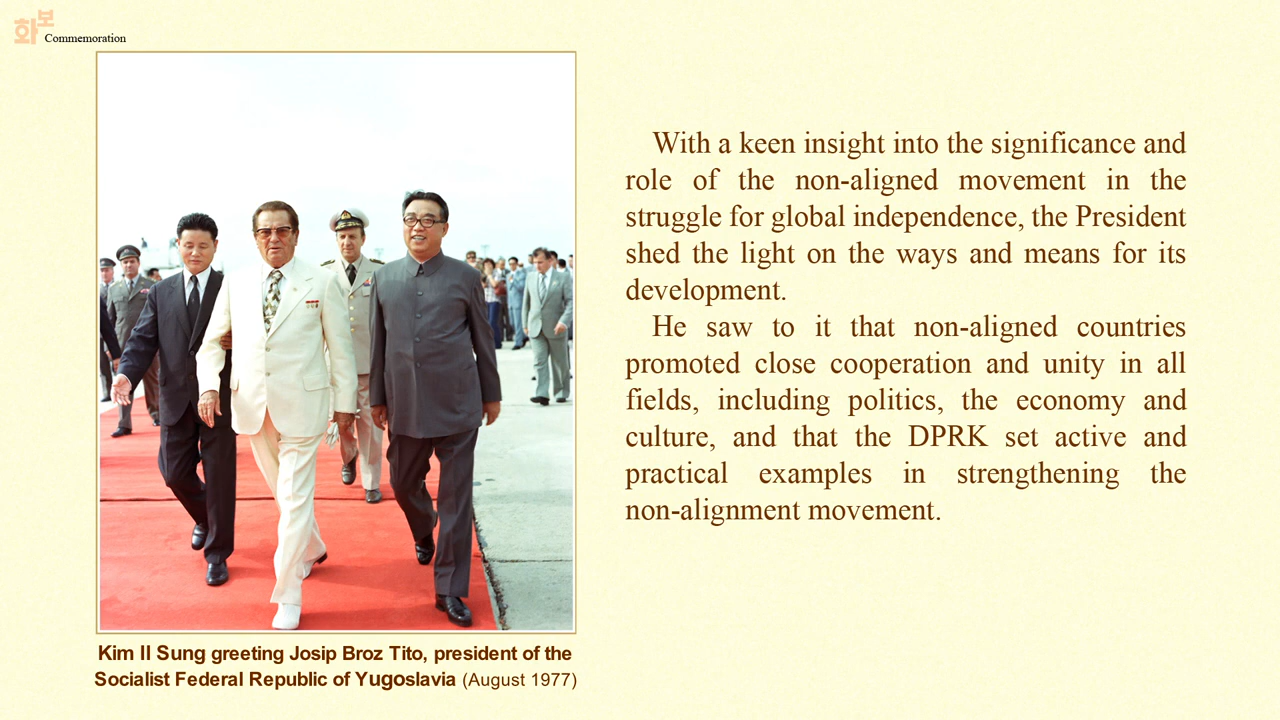 화보
Commemoration
With a keen insight into the significance and
role of the non-aligned movement in the
struggle for global independence, the President
shed the light on the ways and means for its
development.
He saw to it that non-aligned countries
promoted close cooperation and unity in all
fields, including politics, the economy and
culture, and that the DPRK set active and
practical examples in strengthening the
non-alignment movement.
Kim Il Sung greeting Josip Broz Tito, president of the
Socialist Federal Republic of Yugoslavia (August 1977)